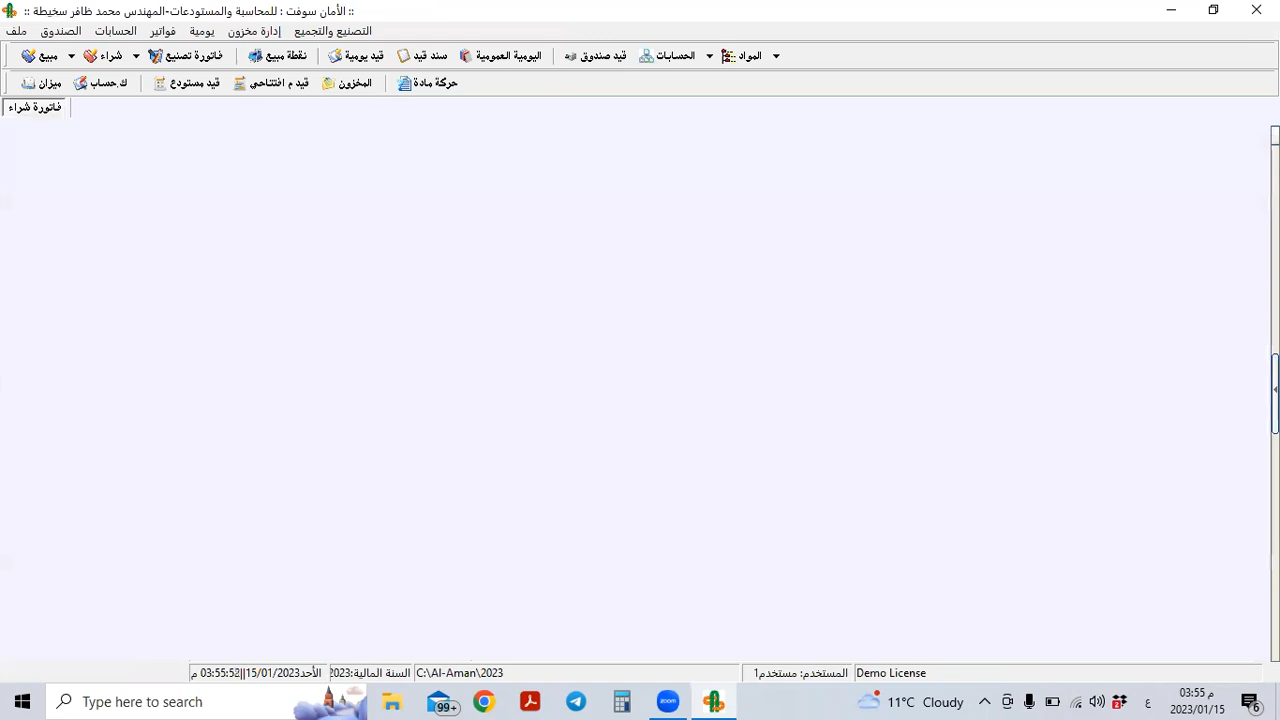 :: الأمان سوفت : للمحاسبة والمستودعات-المهندس محمد ظافر سخيطة ::
ملف الصندوق الحسابات يومية فواتير إدارة مخزون التصنيع والتجميع
مبيع شراء فاتورة تصنيع نقطة مبيع قيد يومية سند قيد اليومية العمومية قيد صندوق الحسابات المواد
ميزان ك.حساب قيد مستودع قيد م افتتاحي المخزون حركة مادة
فاتورة شراء
الأحد15/01/2023||03:55:52 م السنة المالية:2023 C:\Al-Aman\2023 المستخدم: مستخدم1 Demo License
Type here to search 99+ 11°C Cloudy 2 ع 03:55 م 6
2023/01/15